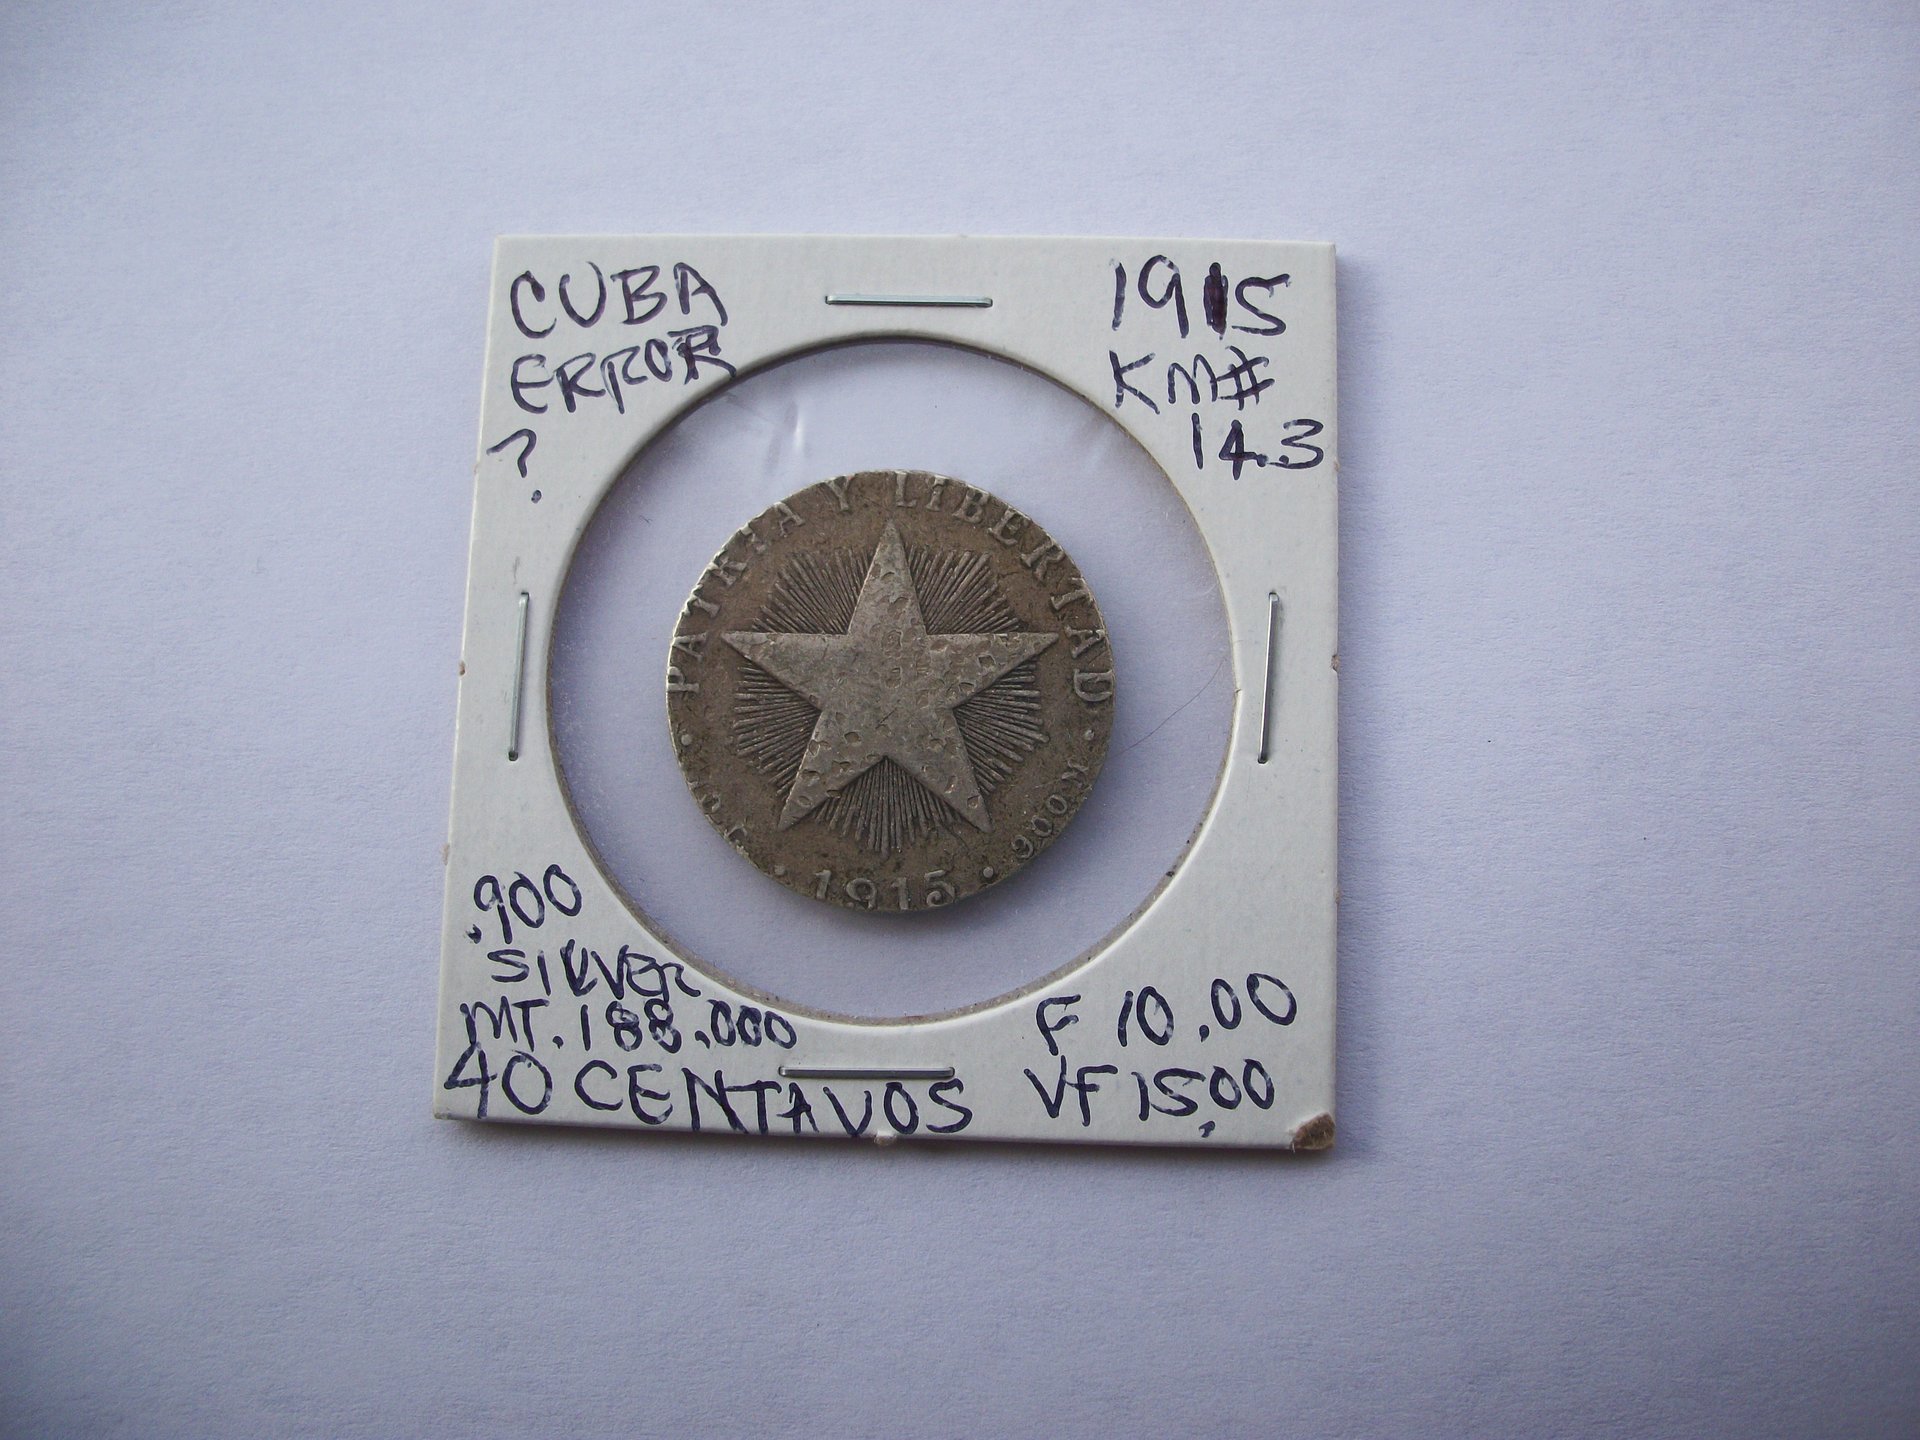 CUBA
ERROR
?
1915
KM#
14.3
PATRIA Y LIBERTAD
900 M.
1915
.900
SILVER
MT. 188.000
40 CENTAVOS
F 10.00
VF 15.00